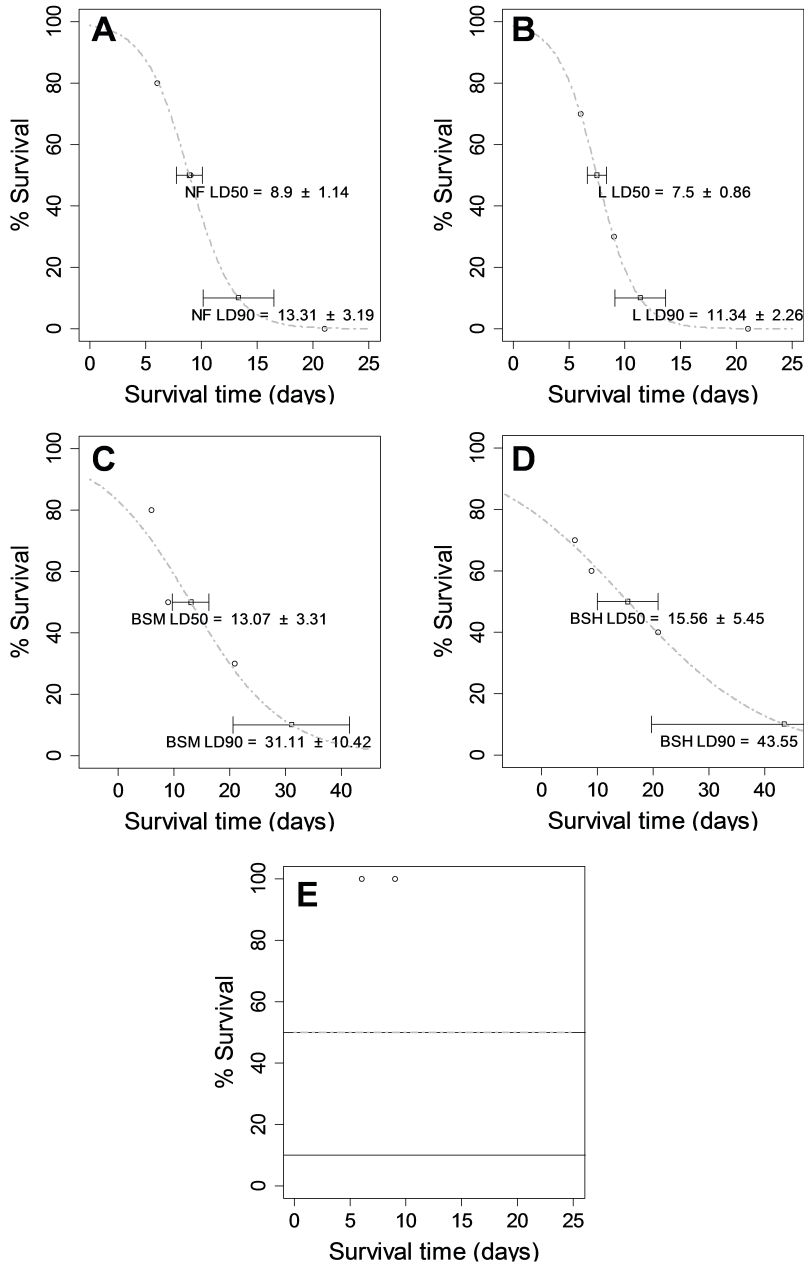 A
100
80
60
40
20
0
% Survival
NF LD50 = 8.9 ± 1.14
NF LD90 = 13.31 ± 3.19
0 5 10 15 20 25
Survival time (days)
B
100
80
60
40
20
0
% Survival
L LD50 = 7.5 ± 0.86
L LD90 = 11.34 ± 2.26
0 5 10 15 20 25
Survival time (days)
C
100
80
60
40
20
0
% Survival
BSM LD50 = 13.07 ± 3.31
BSM LD90 = 31.11 ± 10.42
0 10 20 30 40
Survival time (days)
D
100
80
60
40
20
0
% Survival
BSH LD50 = 15.56 ± 5.45
BSH LD90 = 43.55
0 10 20 30 40
Survival time (days)
E
100
80
60
40
20
0
% Survival
0 5 10 15 20 25
Survival time (days)